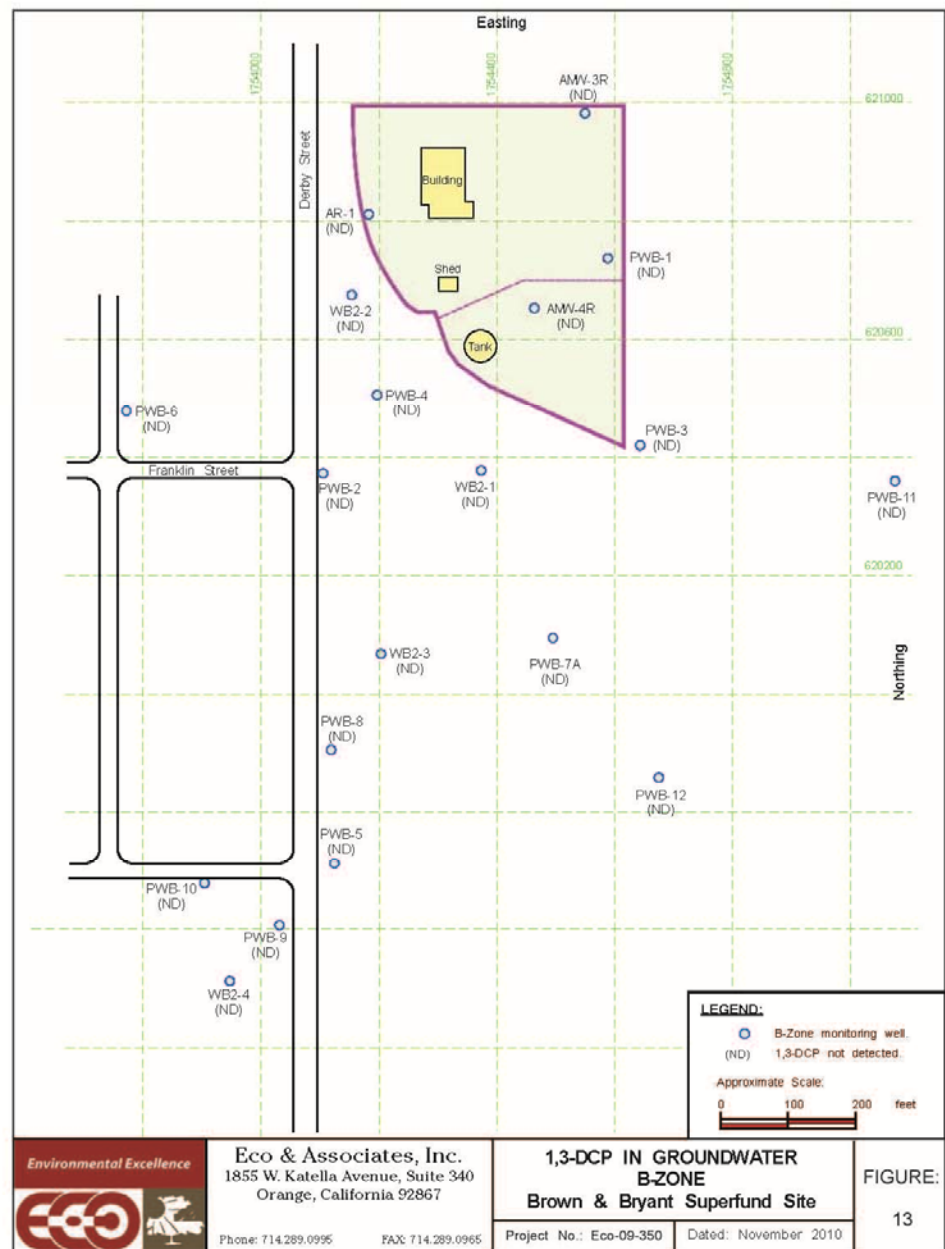 Easting
1754000
1754400
1754800
AMW-3R
(ND)
621000
Derby Street
Building
AR-1
(ND)
PWB-1
(ND)
Shed
WB2-2
(ND)
AMW-4R
(ND)
620600
Tank
PWB-4
(ND)
PWB-6
(ND)
PWB-3
(ND)
Franklin Street
PWB-2
(ND)
WB2-1
(ND)
PWB-11
(ND)
620200
WB2-3
(ND)
PWB-7A
(ND)
Northing
PWB-8
(ND)
PWB-12
(ND)
PWB-5
(ND)
PWB-10
(ND)
PWB-9
(ND)
WB2-4
(ND)
LEGEND:
B-Zone monitoring well.
(ND) 1,3-DCP not detected.
Approximate Scale:
0 100 200 feet
Environmental Excellence
ECO
Eco & Associates, Inc.
1855 W. Katella Avenue, Suite 340
Orange, California 92867
Phone: 714.289.0995 FAX: 714.289.0965
1,3-DCP IN GROUNDWATER
B-ZONE
Brown & Bryant Superfund Site
Project No.: Eco-09-350 Dated: November 2010
FIGURE:
13